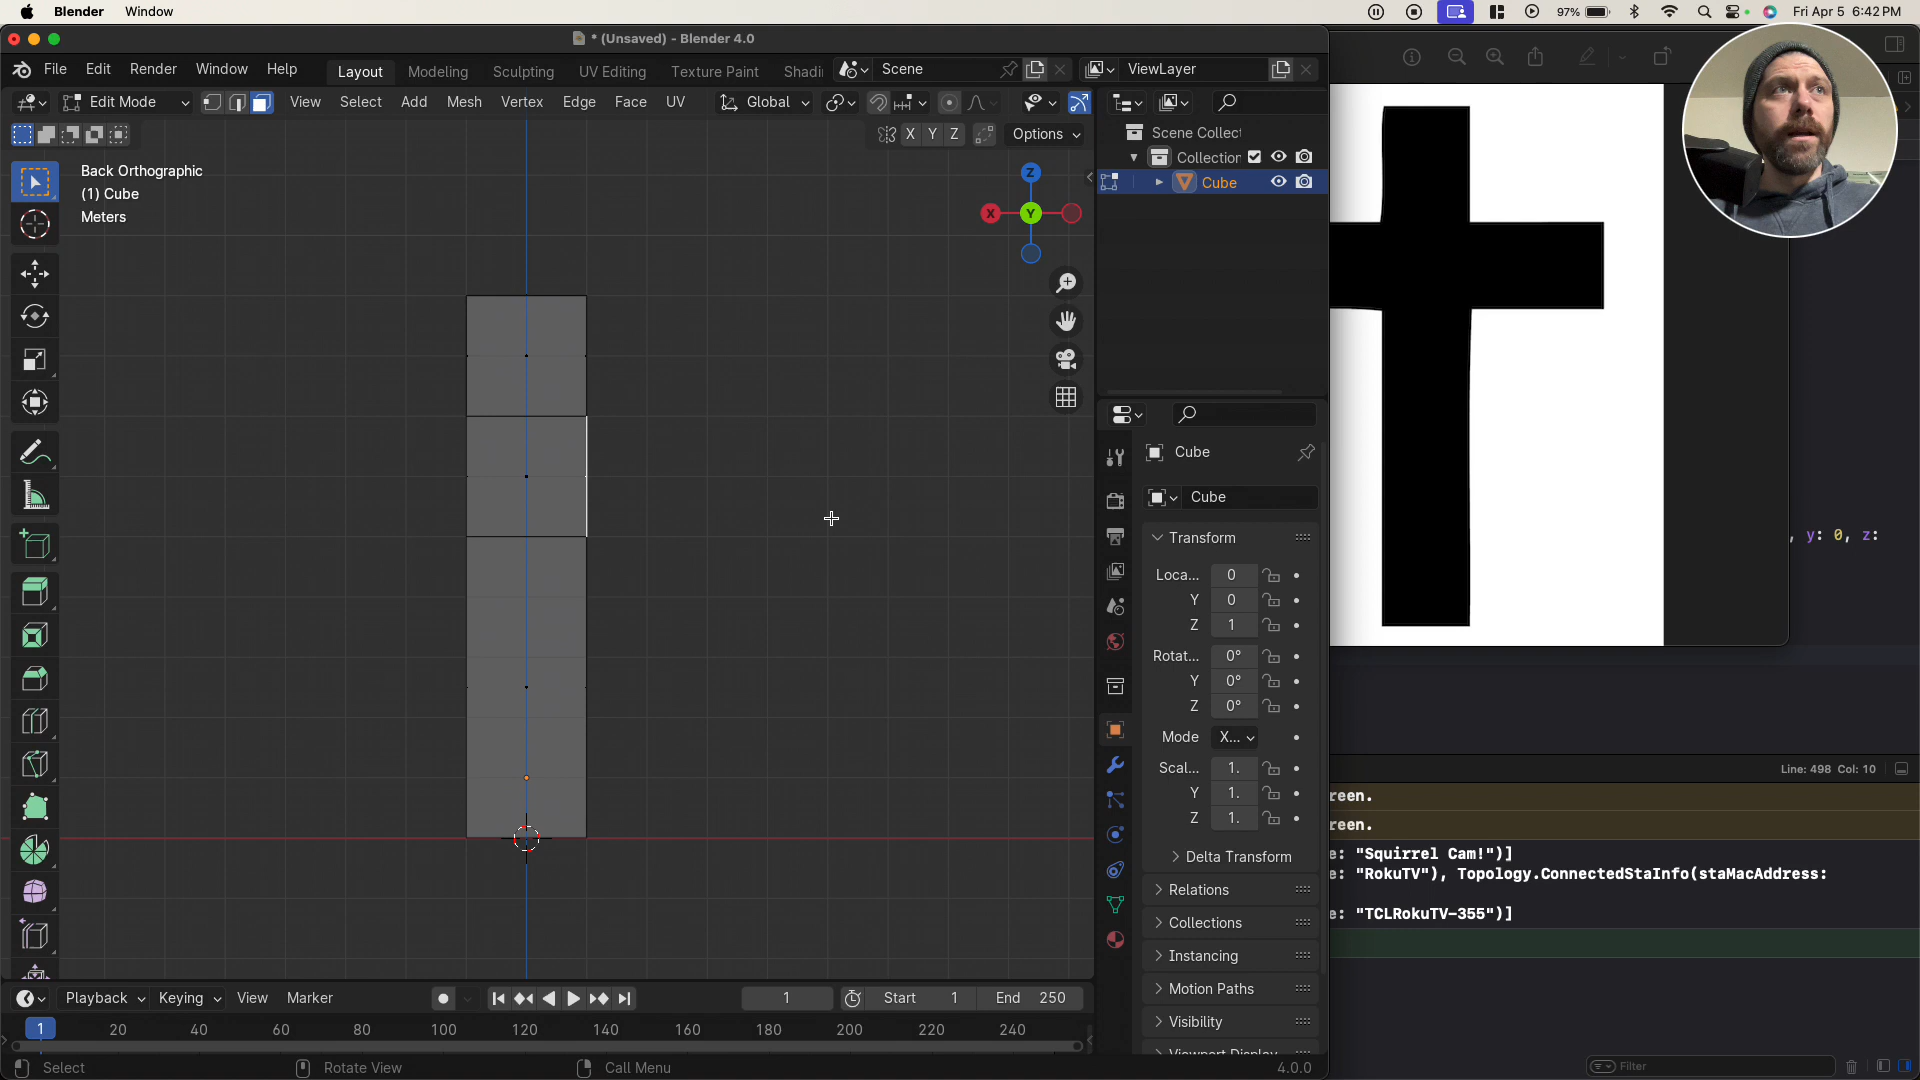 Blender Window 97% Fri Apr 5 6:42 PM
* (Unsaved) - Blender 4.0
File Edit Render Window Help Layout Modeling Sculpting UV Editing Texture Paint Shadi Scene ViewLayer
Edit Mode View Select Add Mesh Vertex Edge Face UV Global
X Y Z Options
Back Orthographic
(1) Cube
Meters
Z
X Y
Scene Collect
Collection
Cube
Cube
Cube
Transform
Loca... 0
Y 0
Z 1
Rotat... 0°
Y 0°
Z 0°
Mode X...
Scal... 1.
Y 1.
Z 1.
Delta Transform
Relations
Collections
Instancing
Motion Paths
Visibility
Viewport Display
, y: 0, z:
Line: 498 Col: 10
reen.
reen.
e: "Squirrel Cam!")]
e: "RokuTV"), Topology.ConnectedStaInfo(staMacAddress:
e: "TCLRokuTV-355")]
Filter
Playback Keying View Marker 1 Start 1 End 250
1 20 40 60 80 100 120 140 160 180 200 220 240
Select Rotate View Call Menu 4.0.0